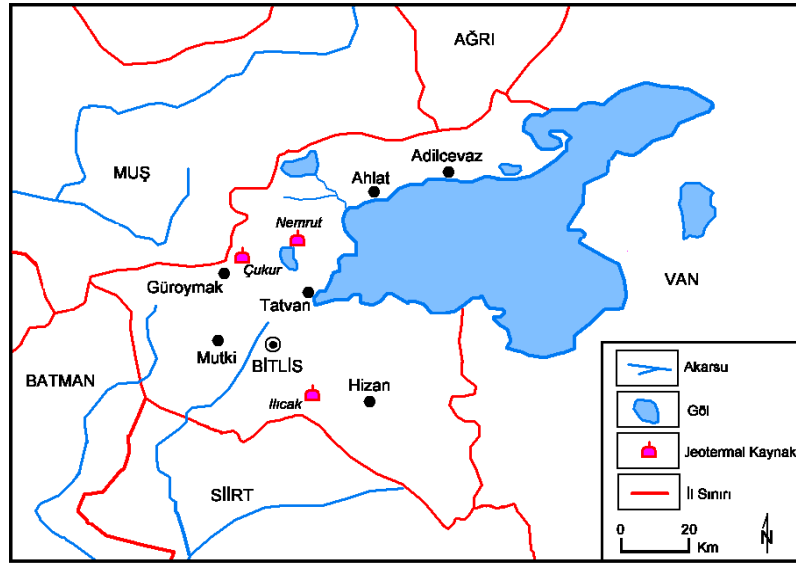 AĞRI
MUŞ
Adilcevaz
Ahlat
Nemrut
Çukur
Güroymak
VAN
Tatvan
Mutki
BİTLİS
BATMAN
Hizan
Ilıcak
SİİRT
Akarsu
Göl
Jeotermal Kaynak
İl Sınırı
0 20
Km
N